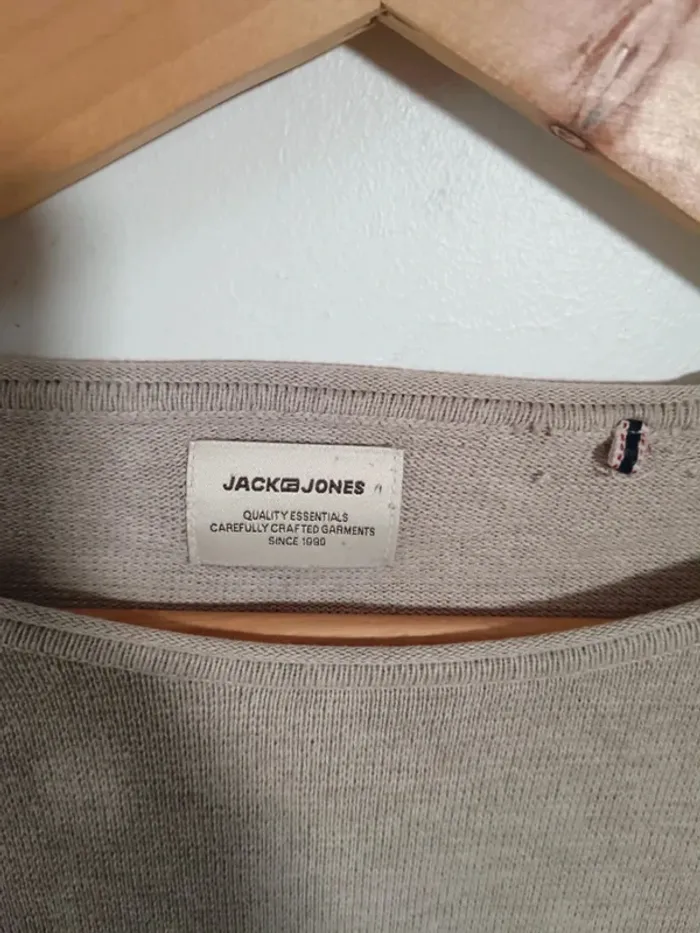 JACK&JONES
QUALITY ESSENTIALS
CAREFULLY CRAFTED GARMENTS
SINCE 1990